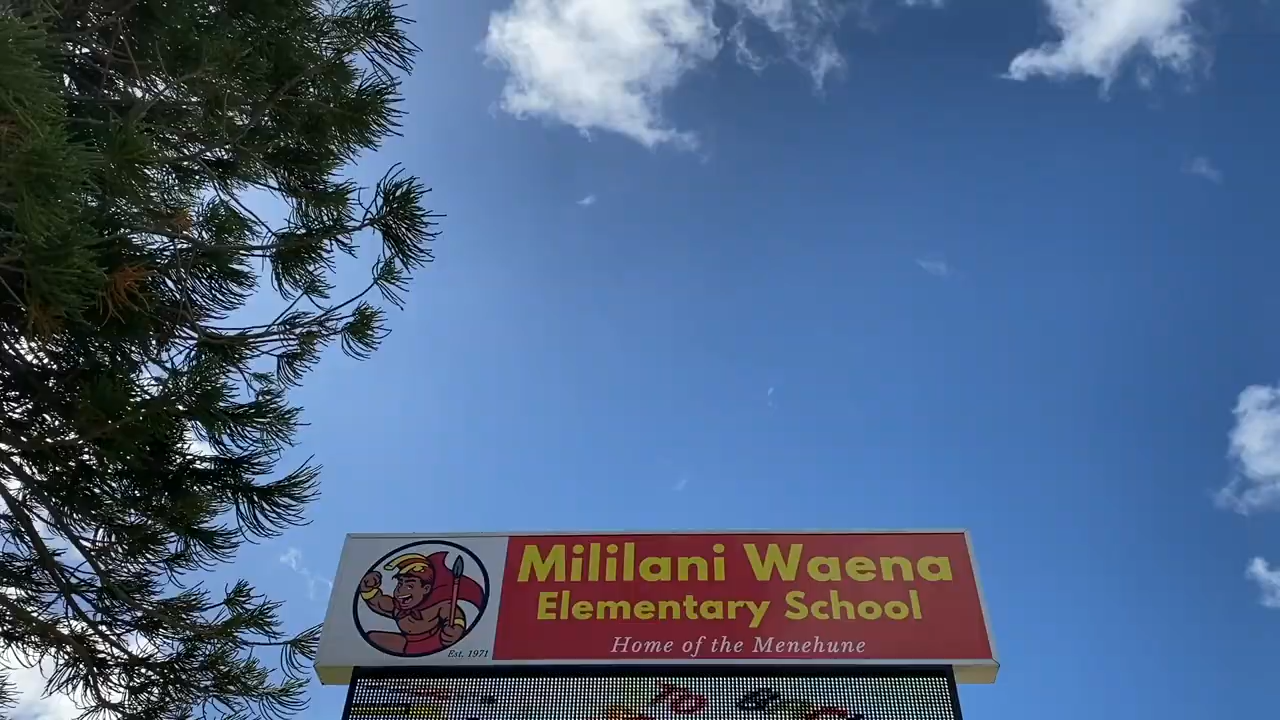 Mililani Waena
Elementary School
Home of the Menehune
Est. 1971